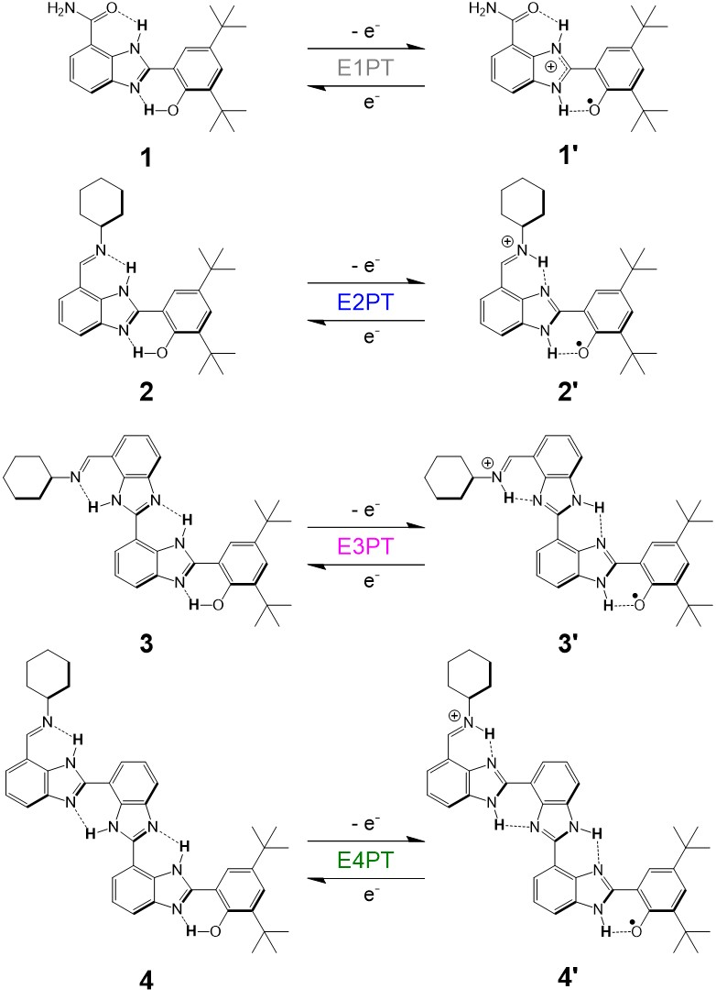 H₂N O H₂N O
H H
N - e⁻ N
E1PT ⊕
N e⁻ N
H O H O
1 1'
N ⊕ N H
H
N - e⁻ N
E2PT
N e⁻ N
H O H O
2 2'
N ⊕ N
H N N H N N H
H - e⁻
N E3PT N
N e⁻ N
H O H O
3 3'
N ⊕ N H
H
N N
N N
H N N H N N H
H - e⁻
N E4PT N
N e⁻ N
H O H O
4 4'